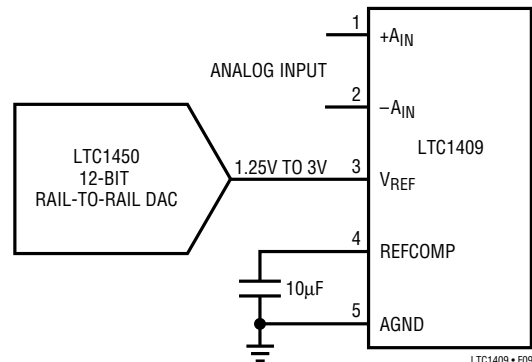 1
+AIN
ANALOG INPUT
2
–AIN
LTC1409
LTC1450
12-BIT
RAIL-TO-RAIL DAC
1.25V TO 3V
3
VREF
4
REFCOMP
10µF
5
AGND
LTC1409 • F09